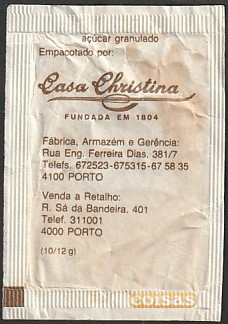 açúcar granulado
Empacotado por:
Casa Christina
FUNDADA EM 1804
Fábrica, Armazém e Gerência:
Rua Eng. Ferreira Dias, 381/7
Telefs. 672523-675315-67 58 35
4100 PORTO
Venda a Retalho:
R. Sá da Bandeira, 401
Telef. 311001
4000 PORTO
(10/12 g)
coisas